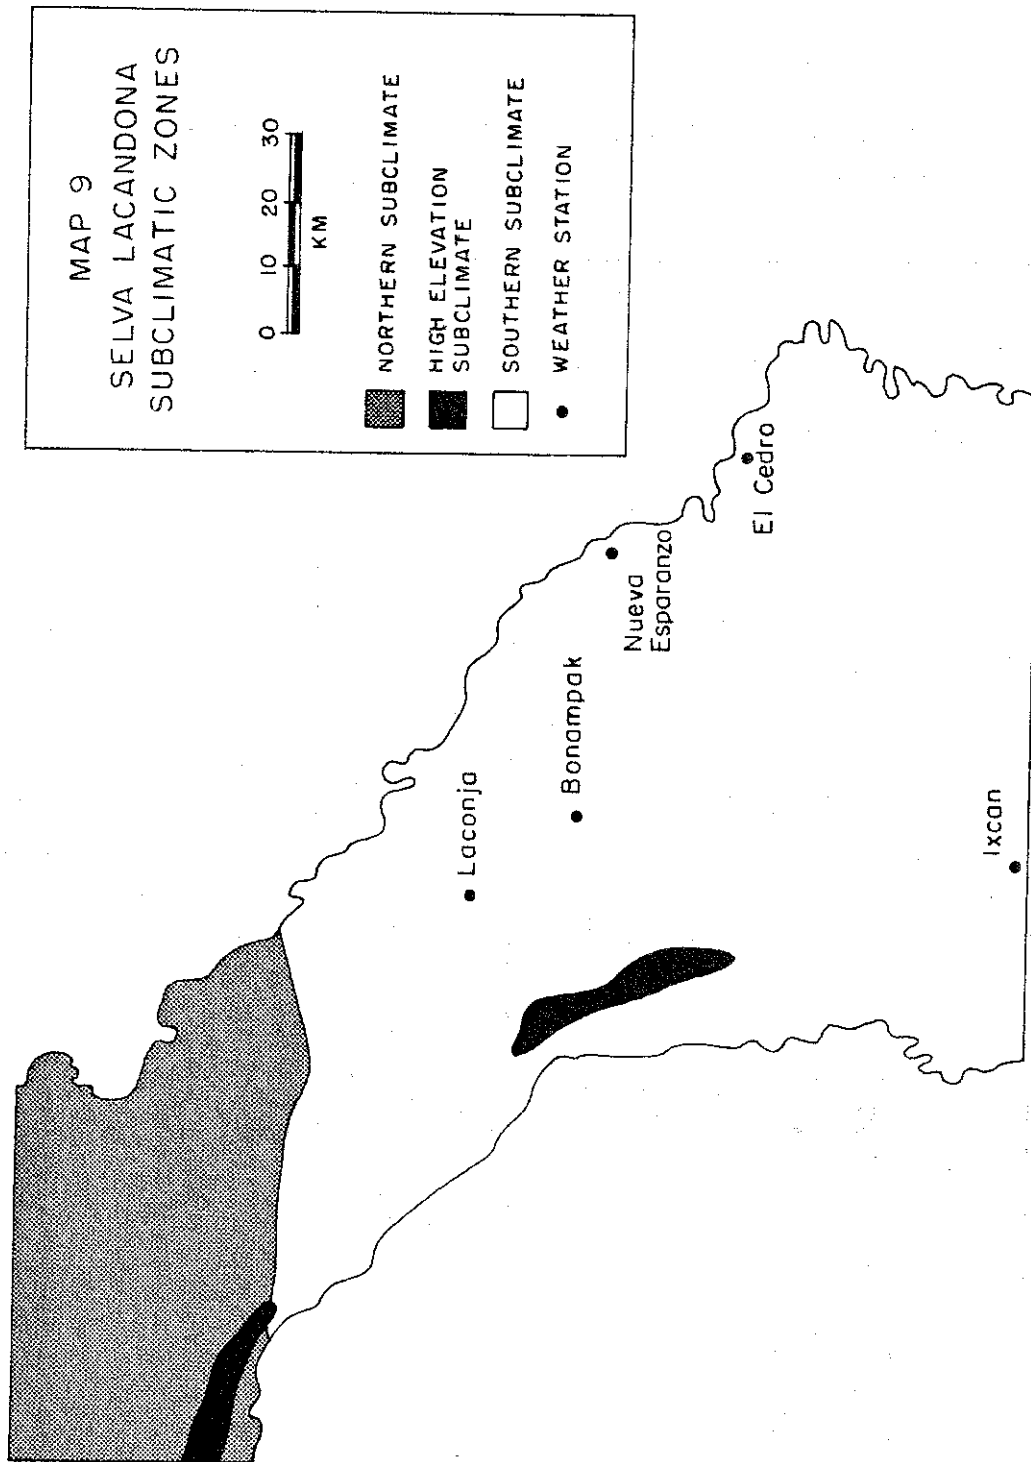 MAP 9
SELVA LACANDONA
SUBCLIMATIC ZONES
0 10 20 30
KM
NORTHERN SUBCLIMATE
HIGH ELEVATION
SUBCLIMATE
SOUTHERN SUBCLIMATE
WEATHER STATION
Laconja
Bonampak
Nueva
Esparanzo
El Cedro
Ixcan